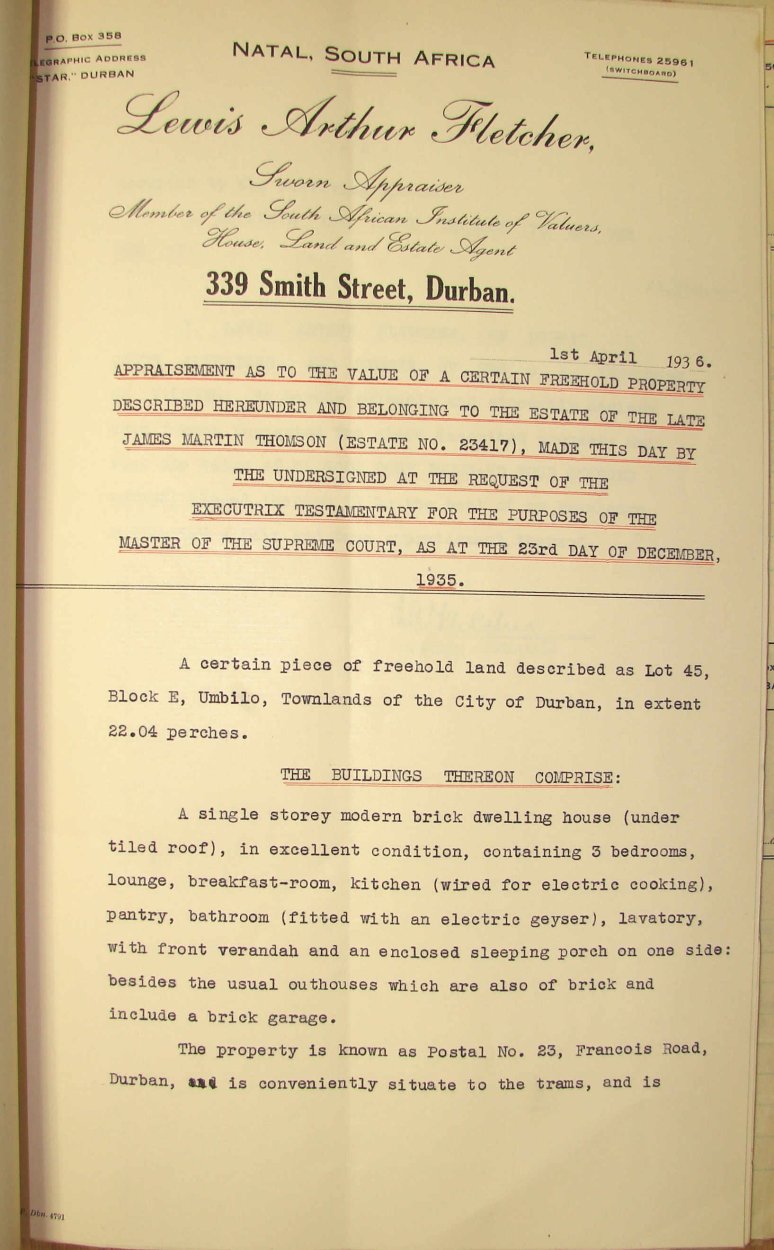 P.O. Box 358
TELEGRAPHIC ADDRESS
"STAR," DURBAN
NATAL, SOUTH AFRICA
TELEPHONES 25961
(SWITCHBOARD)
Lewis Arthur Fletcher,
Sworn Appraiser
Member of the South African Institute of Valuers,
House, Land and Estate Agent
339 Smith Street, Durban.
1st April 1936.
APPRAISEMENT AS TO THE VALUE OF A CERTAIN FREEHOLD PROPERTY
DESCRIBED HEREUNDER AND BELONGING TO THE ESTATE OF THE LATE
JAMES MARTIN THOMSON (ESTATE NO. 23417), MADE THIS DAY BY
THE UNDERSIGNED AT THE REQUEST OF THE
EXECUTRIX TESTAMENTARY FOR THE PURPOSES OF THE
MASTER OF THE SUPREME COURT, AS AT THE 23rd DAY OF DECEMBER,
1935.
A certain piece of freehold land described as Lot 45,
Block E, Umbilo, Townlands of the City of Durban, in extent
22.04 perches.
THE BUILDINGS THEREON COMPRISE:
A single storey modern brick dwelling house (under
tiled roof), in excellent condition, containing 3 bedrooms,
lounge, breakfast-room, kitchen (wired for electric cooking),
pantry, bathroom (fitted with an electric geyser), lavatory,
with front verandah and an enclosed sleeping porch on one side:
besides the usual outhouses which are also of brick and
include a brick garage.
The property is known as Postal No. 23, Francois Road,
Durban, and is conveniently situate to the trams, and is
Dbn. 4791